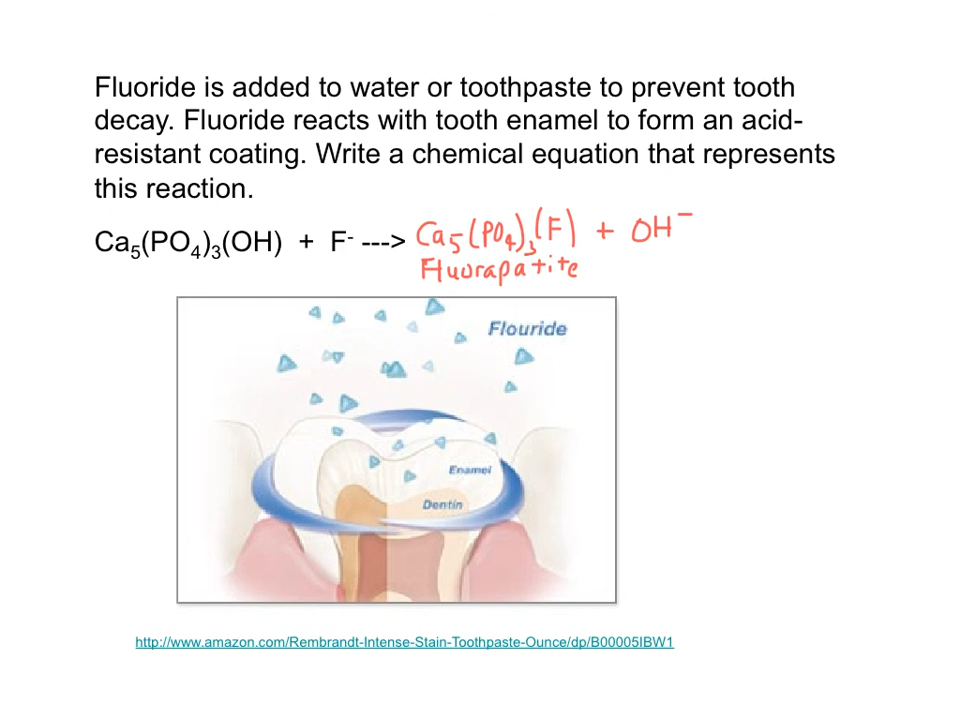 Fluoride is added to water or toothpaste to prevent tooth
decay. Fluoride reacts with tooth enamel to form an acid-
resistant coating. Write a chemical equation that represents
this reaction.
Ca₅(PO₄)₃(OH) + F⁻ ---> Ca₅(PO₄)₃(F) + OH⁻
Fluorapatite
Flouride
Enamel
Dentin
http://www.amazon.com/Rembrandt-Intense-Stain-Toothpaste-Ounce/dp/B00005IBW1